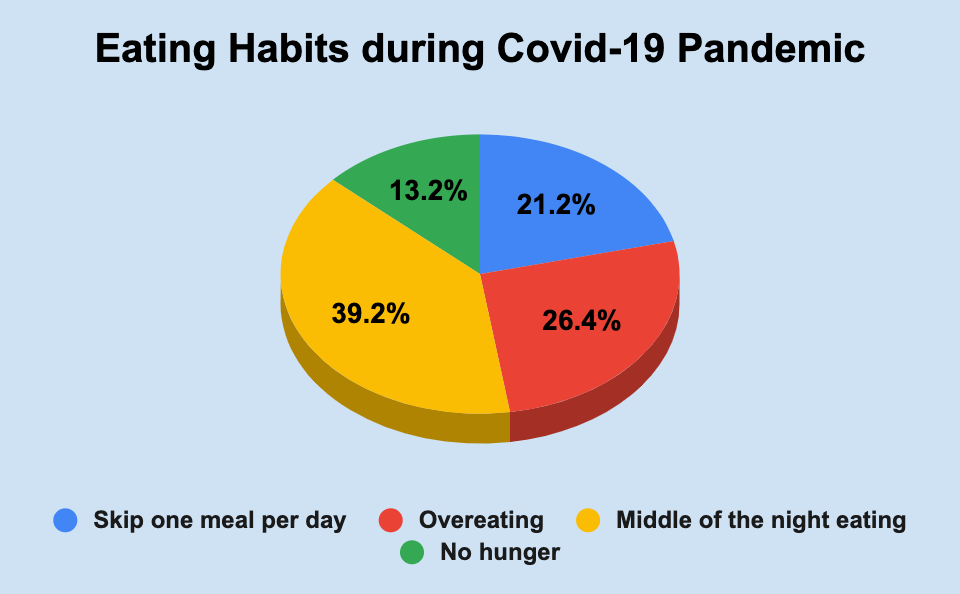 Eating Habits during Covid-19 Pandemic
13.2%
21.2%
39.2%
26.4%
Skip one meal per day
Overeating
Middle of the night eating
No hunger